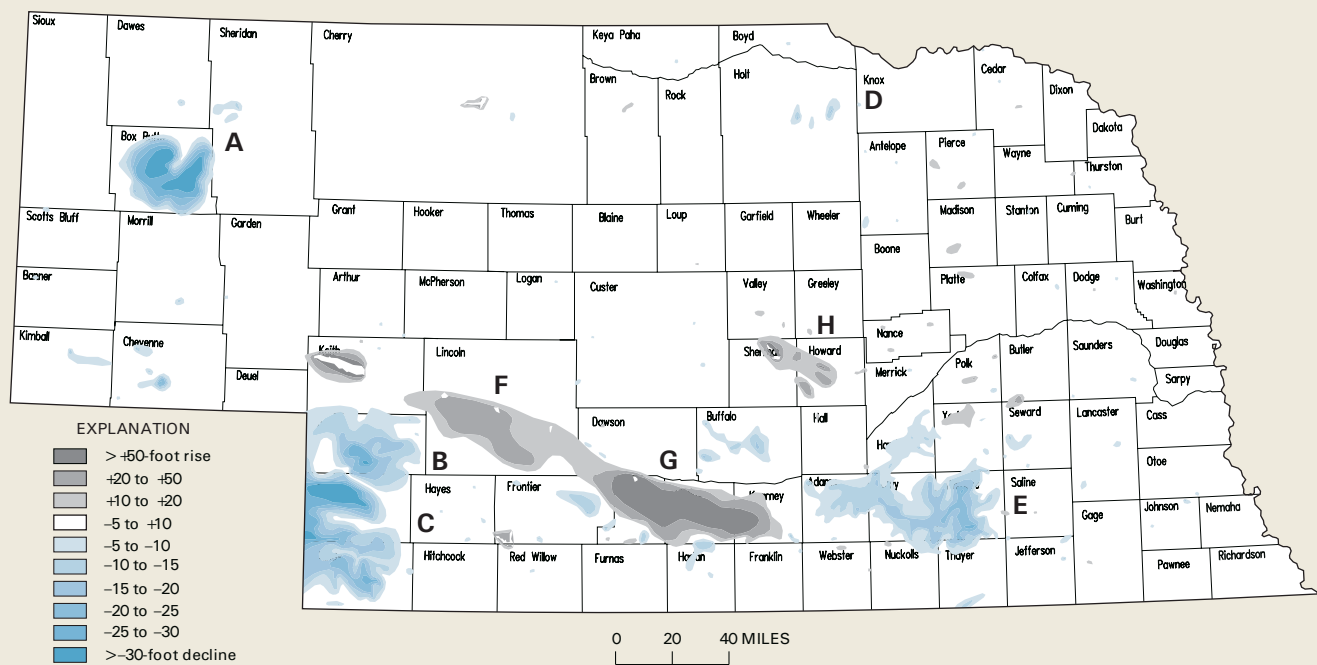 Sioux
Dawes
Sheridan
Cherry
Keya Paha
Boyd
Brown
Rock
Holt
Knox
D
Cedar
Dixon
Dakota
Box
A
Antelope
Pierce
Wayne
Thurston
Scotts Bluff
Morrill
Garden
Grant
Hooker
Thomas
Blaine
Loup
Garfield
Wheeler
Madison
Stanton
Cuming
Burt
Boone
Banner
Arthur
McPherson
Logan
Custer
Valley
Greeley
Platte
Colfax
Dodge
Washington
Kimball
Cheyenne
Deuel
Keith
Lincoln
H
Howard
Nance
Merrick
Polk
Butler
Saunders
Douglas
Sarpy
F
Dawson
Buffalo
Hall
Seward
Lancaster
Cass
Otoe
B
G
Hayes
Frontier
C
Saline
E
Gage
Johnson
Nemaha
Hitchcock
Red Willow
Furnas
Franklin
Webster
Nuckolls
Thayer
Jefferson
Pawnee
Richardson
EXPLANATION
>+50-foot rise
+20 to +50
+10 to +20
–5 to +10
–5 to –10
–10 to –15
–15 to –20
–20 to –25
–25 to –30
>–30-foot decline
0 20 40 MILES